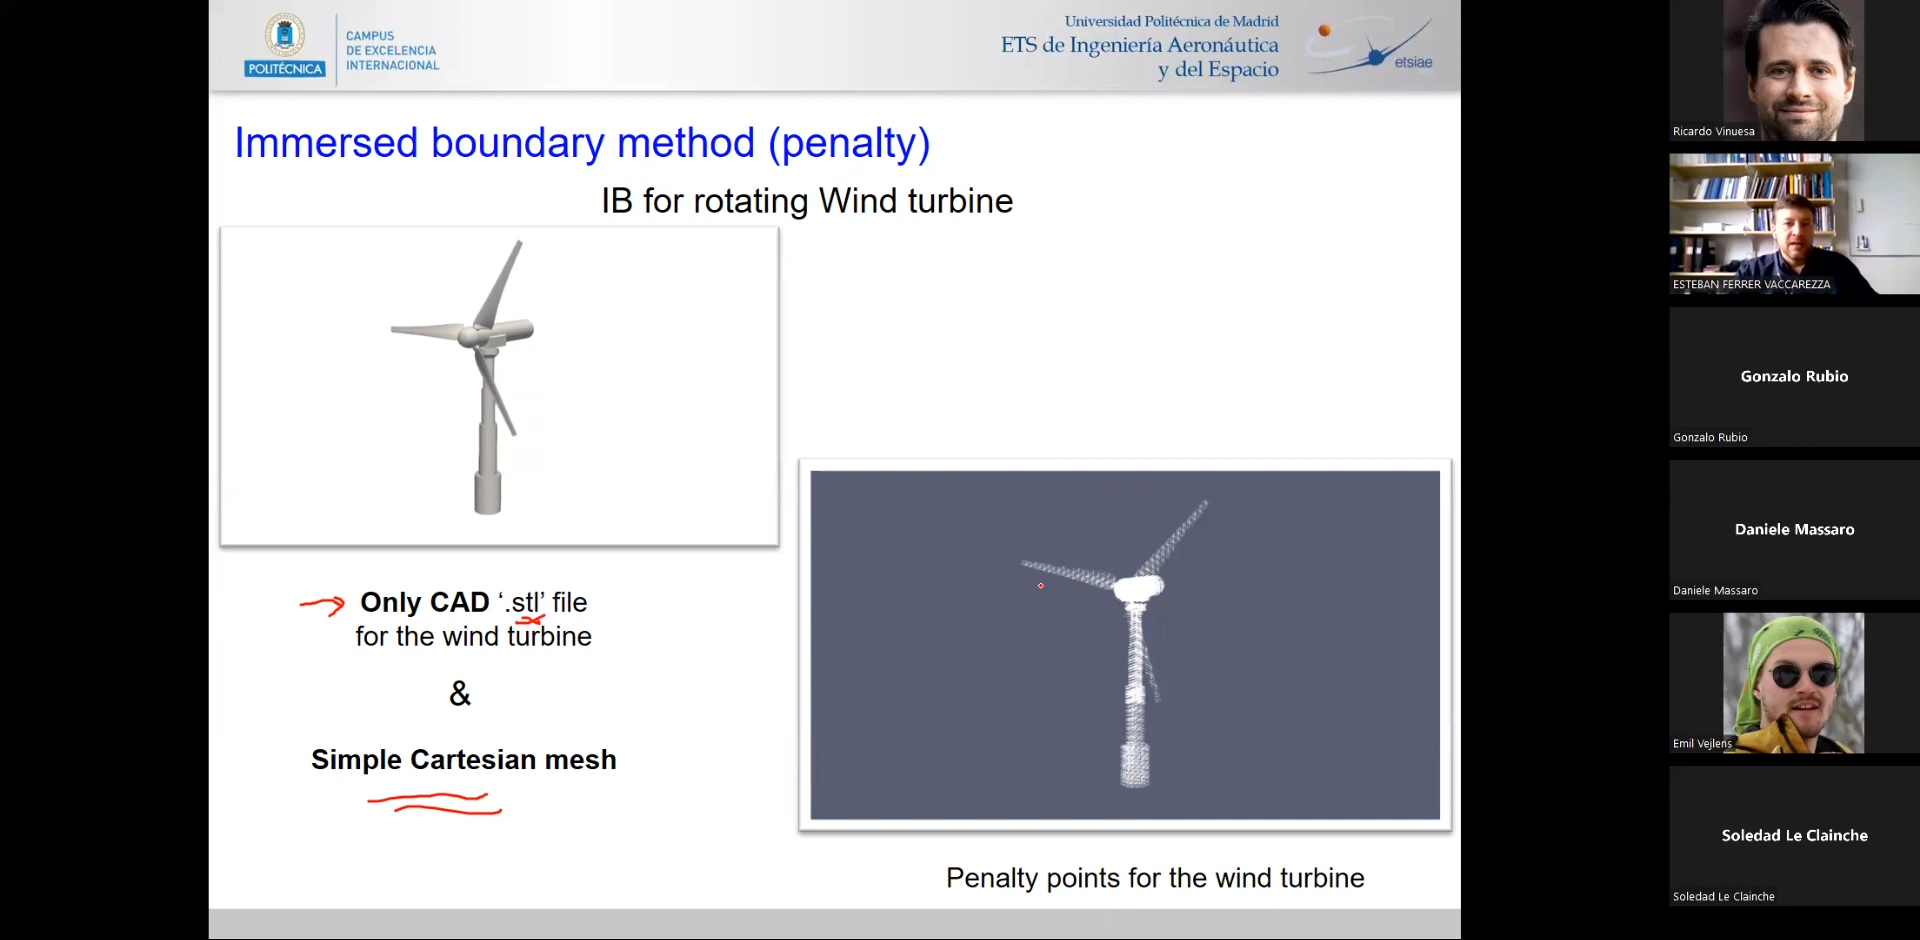 POLITÉCNICA
CAMPUS
DE EXCELENCIA
INTERNACIONAL
Universidad Politécnica de Madrid
ETS de Ingeniería Aeronáutica
y del Espacio
etsiae
Immersed boundary method (penalty)
IB for rotating Wind turbine
Only CAD ‘.stl’ file
for the wind turbine
&
Simple Cartesian mesh
Penalty points for the wind turbine
Ricardo Vinuesa
ESTEBAN FERRER VACCAREZZA
Gonzalo Rubio
Gonzalo Rubio
Daniele Massaro
Daniele Massaro
Emil Vejlens
Soledad Le Clainche
Soledad Le Clainche